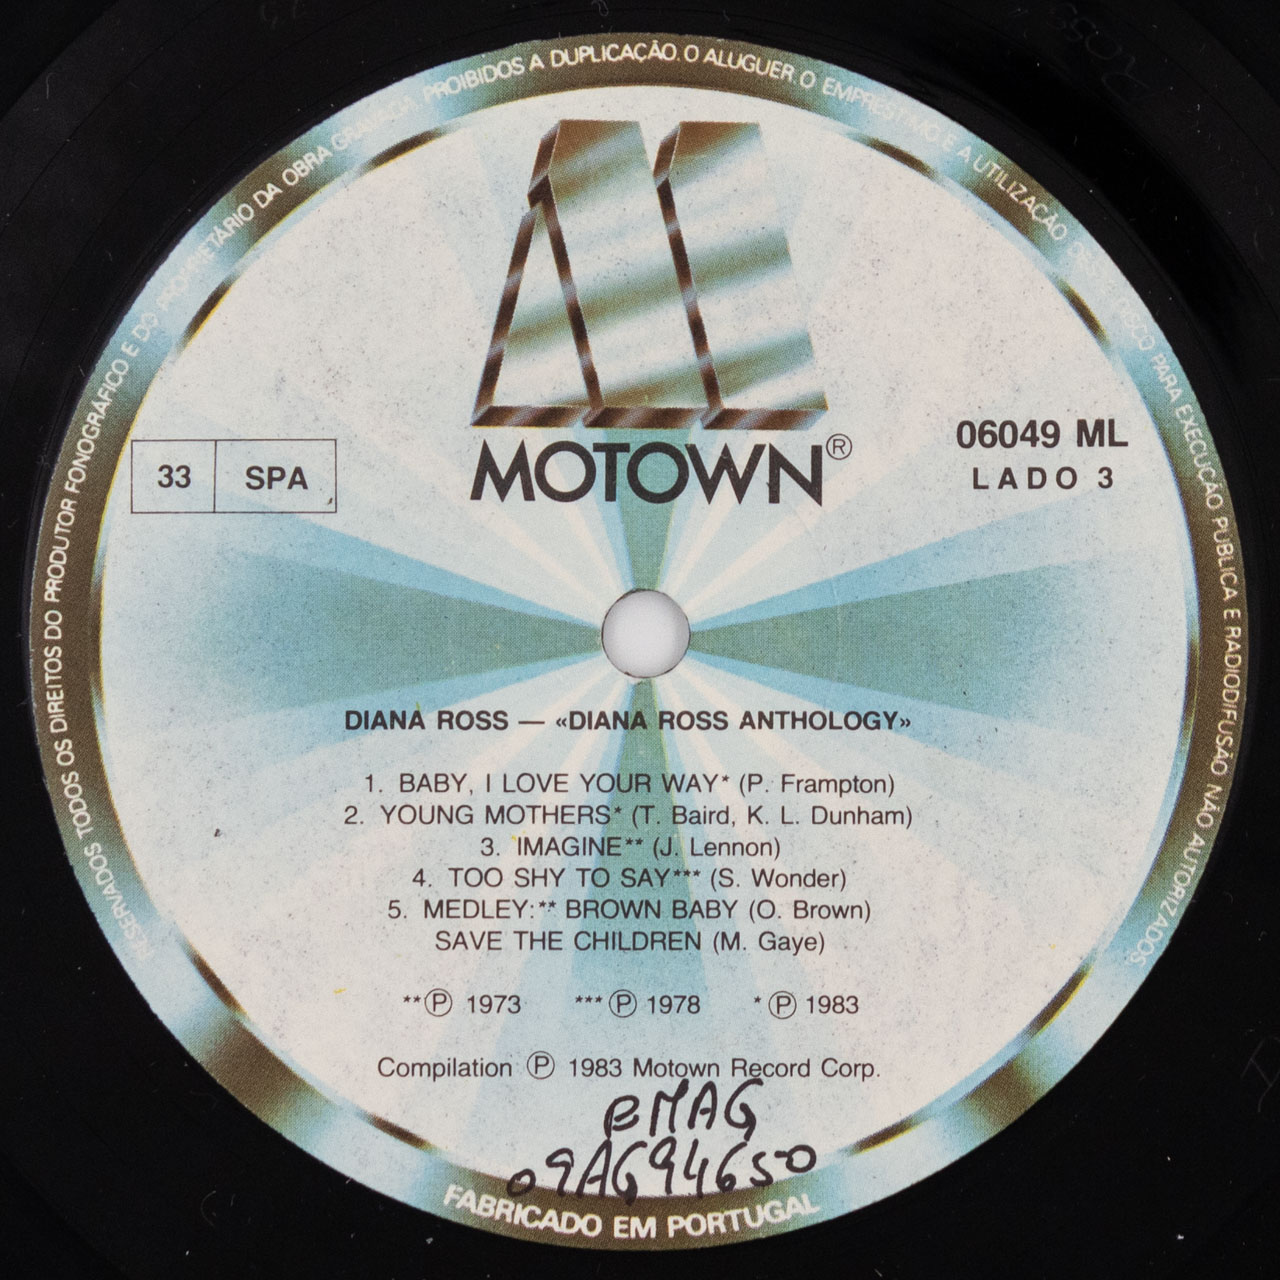 RESERVADOS TODOS OS DIREITOS DO PRODUTOR FONOGRÁFICO E DO PROPRIETÁRIO DA OBRA GRAVADA PROIBIDOS A DUPLICAÇÃO. O ALUGUER. O EMPRÉSTIMO E A UTILIZAÇÃO DESTE DISCO PARA EXECUÇÃO PÚBLICA E RADIODIFUSÃO NÃO AUTORIZADOS.
MOTOWN®
33 SPA
06049 ML
LADO 3
DIANA ROSS — «DIANA ROSS ANTHOLOGY»
1. BABY, I LOVE YOUR WAY* (P. Frampton)
2. YOUNG MOTHERS* (T. Baird, K. L. Dunham)
3. IMAGINE** (J. Lennon)
4. TOO SHY TO SAY*** (S. Wonder)
5. MEDLEY:** BROWN BABY (O. Brown)
SAVE THE CHILDREN (M. Gaye)
**Ⓟ 1973 ***Ⓟ 1978 *Ⓟ 1983
Compilation Ⓟ 1983 Motown Record Corp.
eMAG
09AG94650
FABRICADO EM PORTUGAL